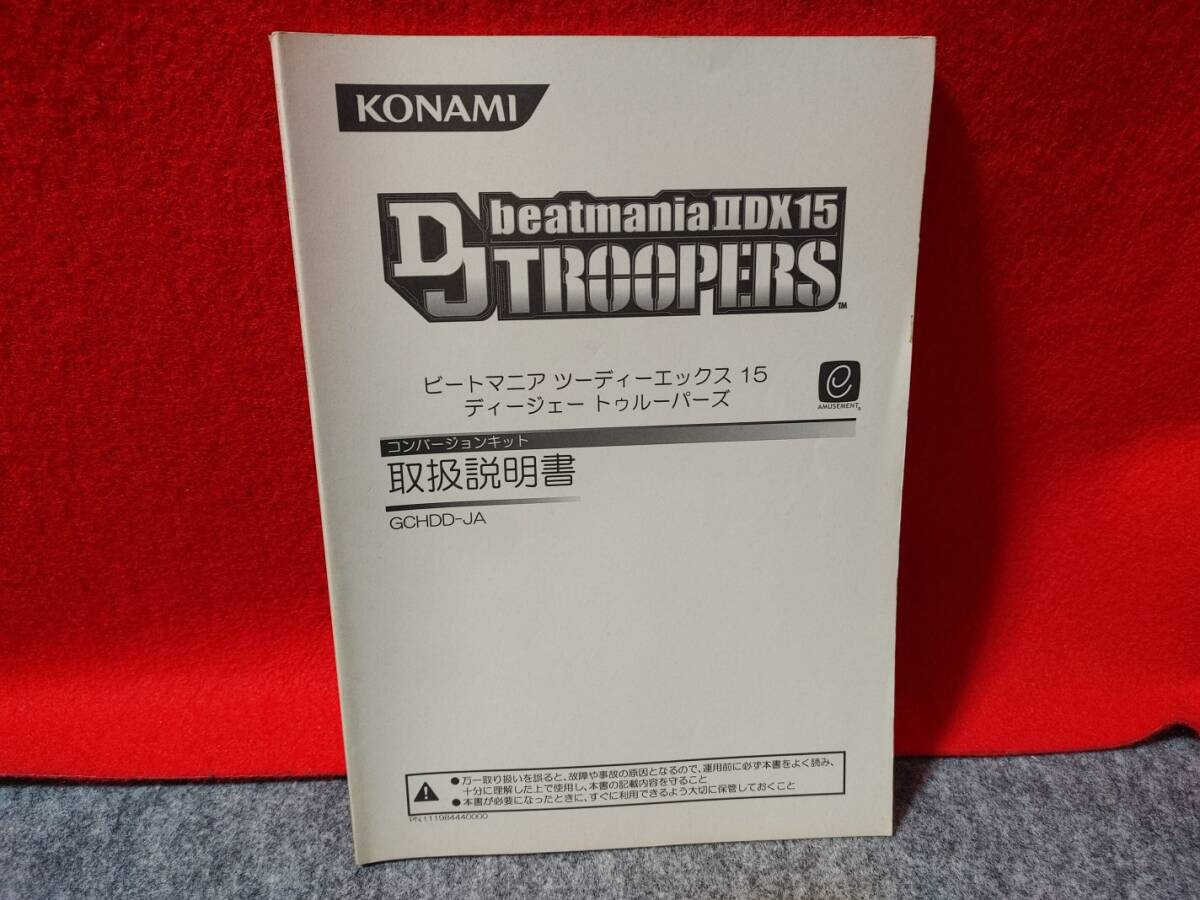 KONAMI
beatmania IIDX 15
DJ TROOPERS™
ビートマニア ツーディーエックス 15
ディージェー トゥルーパーズ
e
AMUSEMENT®
コンバージョンキット
取扱説明書
GCHDD-JA
●万一取り扱いを誤ると、故障や事故の原因となるので、運用前に必ず本書をよく読み、
十分に理解した上で使用し、本書の記載内容を守ること
●本書が必要になったときに、すぐに利用できるよう大切に保管しておくこと
PN.111984440000